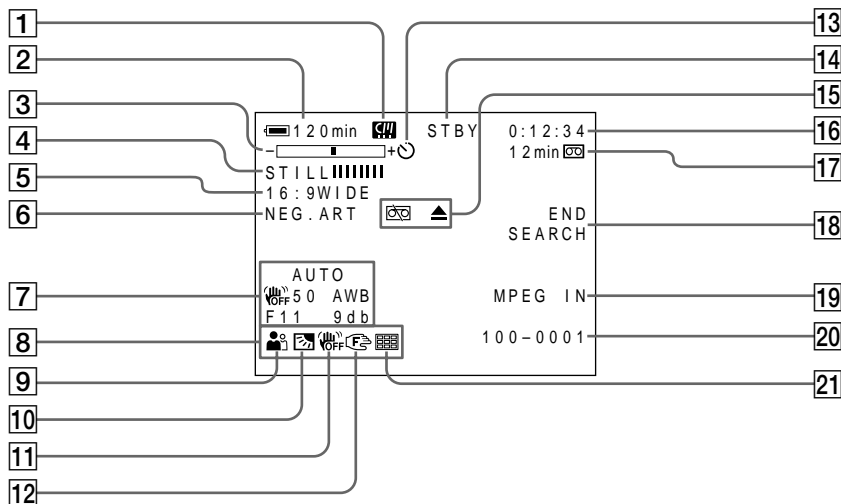 1
2
3
4
5
6
7
8
9
10
11
12
13
14
15
16
17
18
19
20
21
120min STBY 0:12:34
− + 12min
STILL
16:9WIDE
NEG.ART
END
SEARCH
AUTO
OFF 50 AWB
F11 9db
MPEG IN
OFF F
100–0001